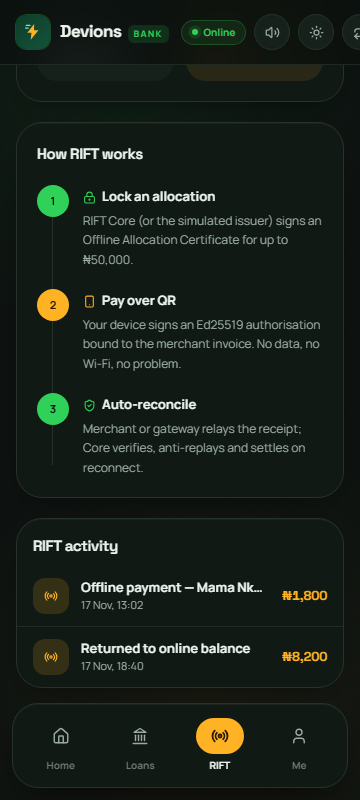 Devions BANK Online
How RIFT works
1 Lock an allocation
RIFT Core (or the simulated issuer) signs an
Offline Allocation Certificate for up to
₦50,000.
2 Pay over QR
Your device signs an Ed25519 authorisation
bound to the merchant invoice. No data, no
Wi-Fi, no problem.
3 Auto-reconcile
Merchant or gateway relays the receipt;
Core verifies, anti-replays and settles on
reconnect.
RIFT activity
Offline payment — Mama Nk... ₦1,800
17 Nov, 13:02
Returned to online balance ₦8,200
17 Nov, 18:40
Home Loans RIFT Me